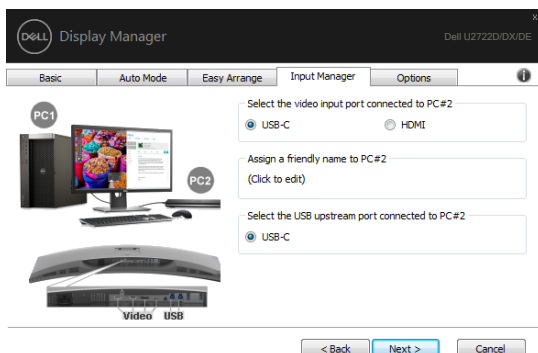 DELL Display Manager
Dell U2722D/DX/DE
Basic Auto Mode Easy Arrange Input Manager Options
PC1
PC2
Video USB
Select the video input port connected to PC#2
USB-C HDMI
Assign a friendly name to PC#2
(Click to edit)
Select the USB upstream port connected to PC#2
USB-C
< Back Next > Cancel